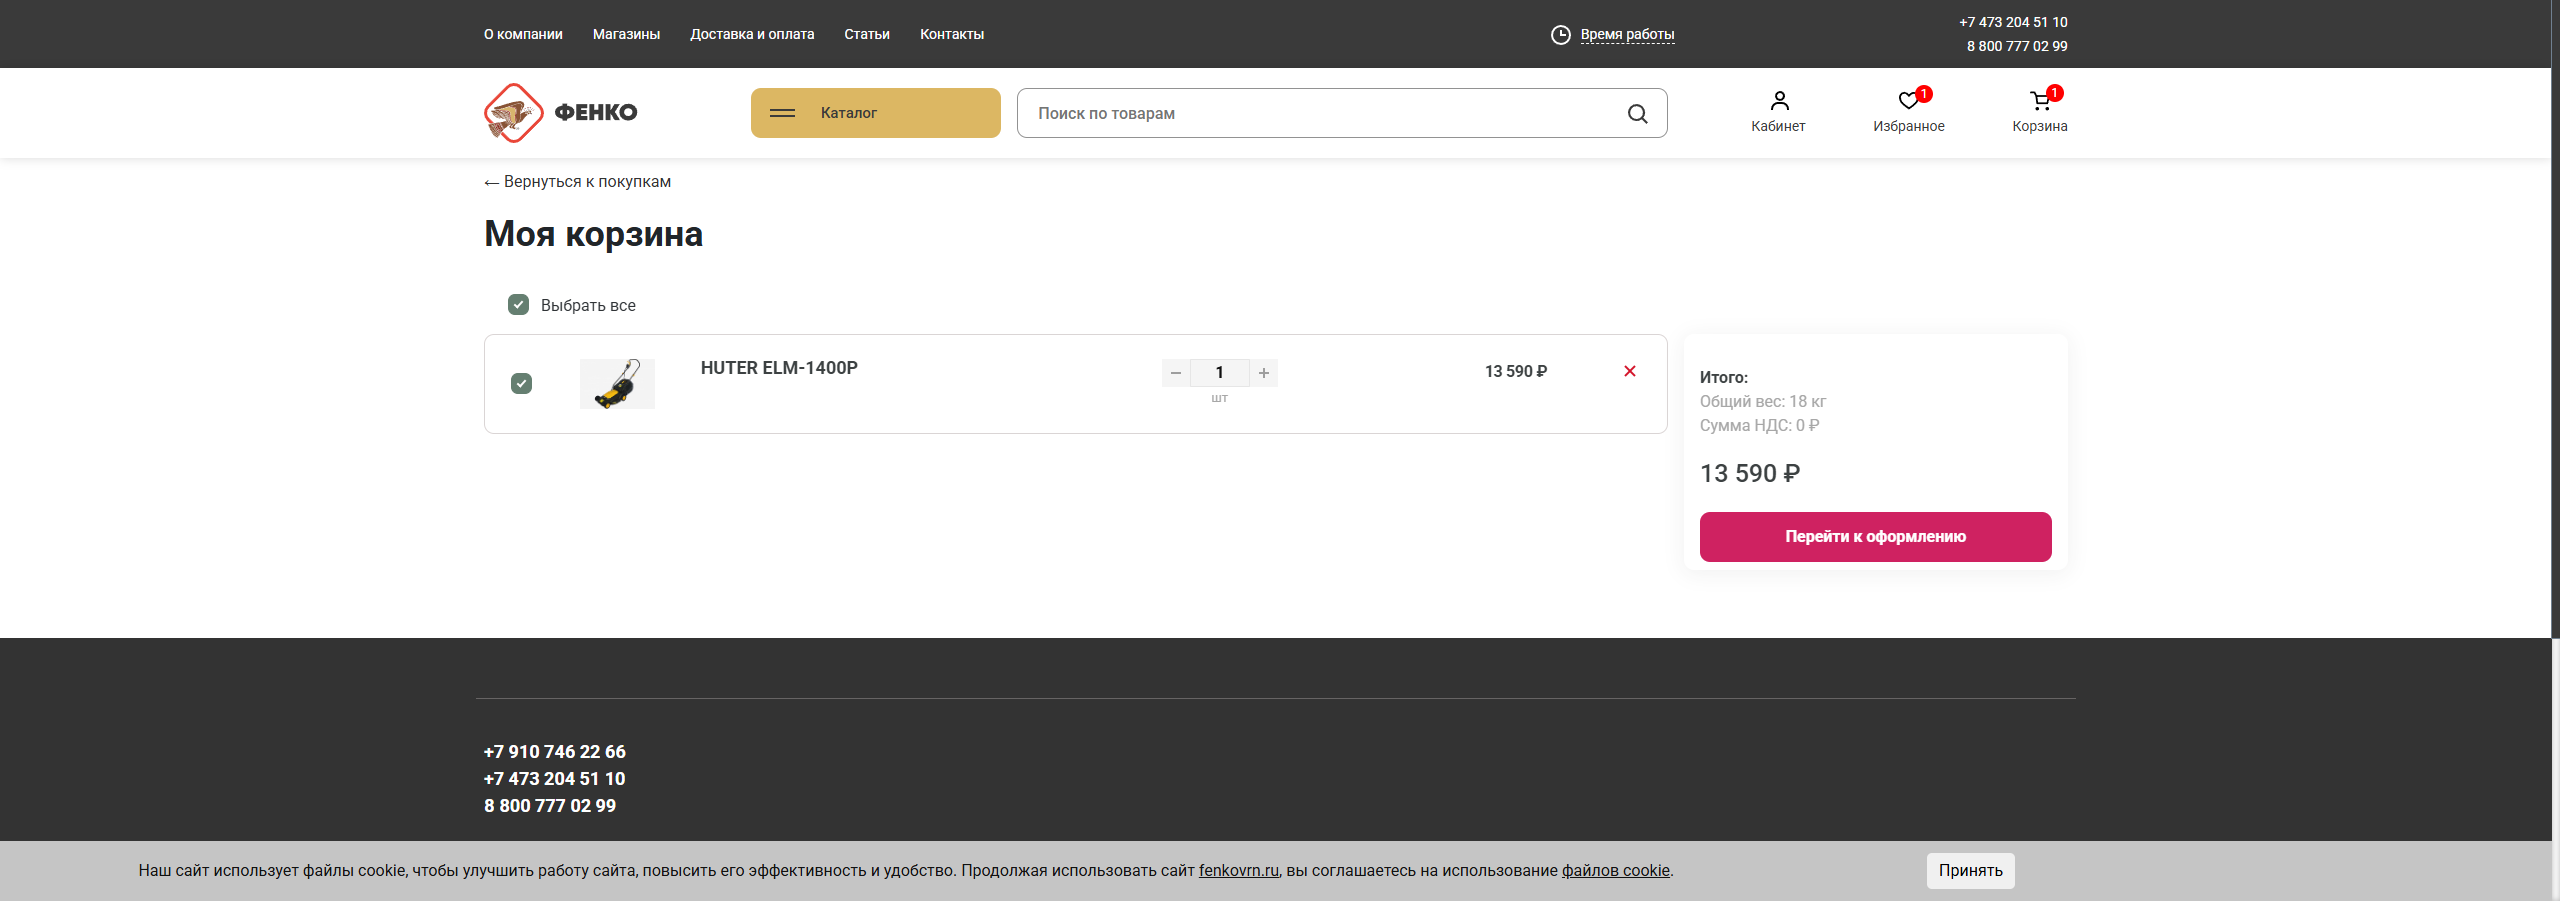 О компании Магазины Доставка и оплата Статьи Контакты Время работы +7 473 204 51 10
8 800 777 02 99
ФЕНКО Каталог Поиск по товарам Кабинет 1 Избранное 1 Корзина
← Вернуться к покупкам
Моя корзина
Выбрать все
HUTER ELM-1400P − 1 + 13 590 ₽
шт
Итого:
Общий вес: 18 кг
Сумма НДС: 0 ₽
13 590 ₽
Перейти к оформлению
+7 910 746 22 66
+7 473 204 51 10
8 800 777 02 99
Наш сайт использует файлы cookie, чтобы улучшить работу сайта, повысить его эффективность и удобство. Продолжая использовать сайт fenkovrn.ru, вы соглашаетесь на использование файлов cookie. Принять